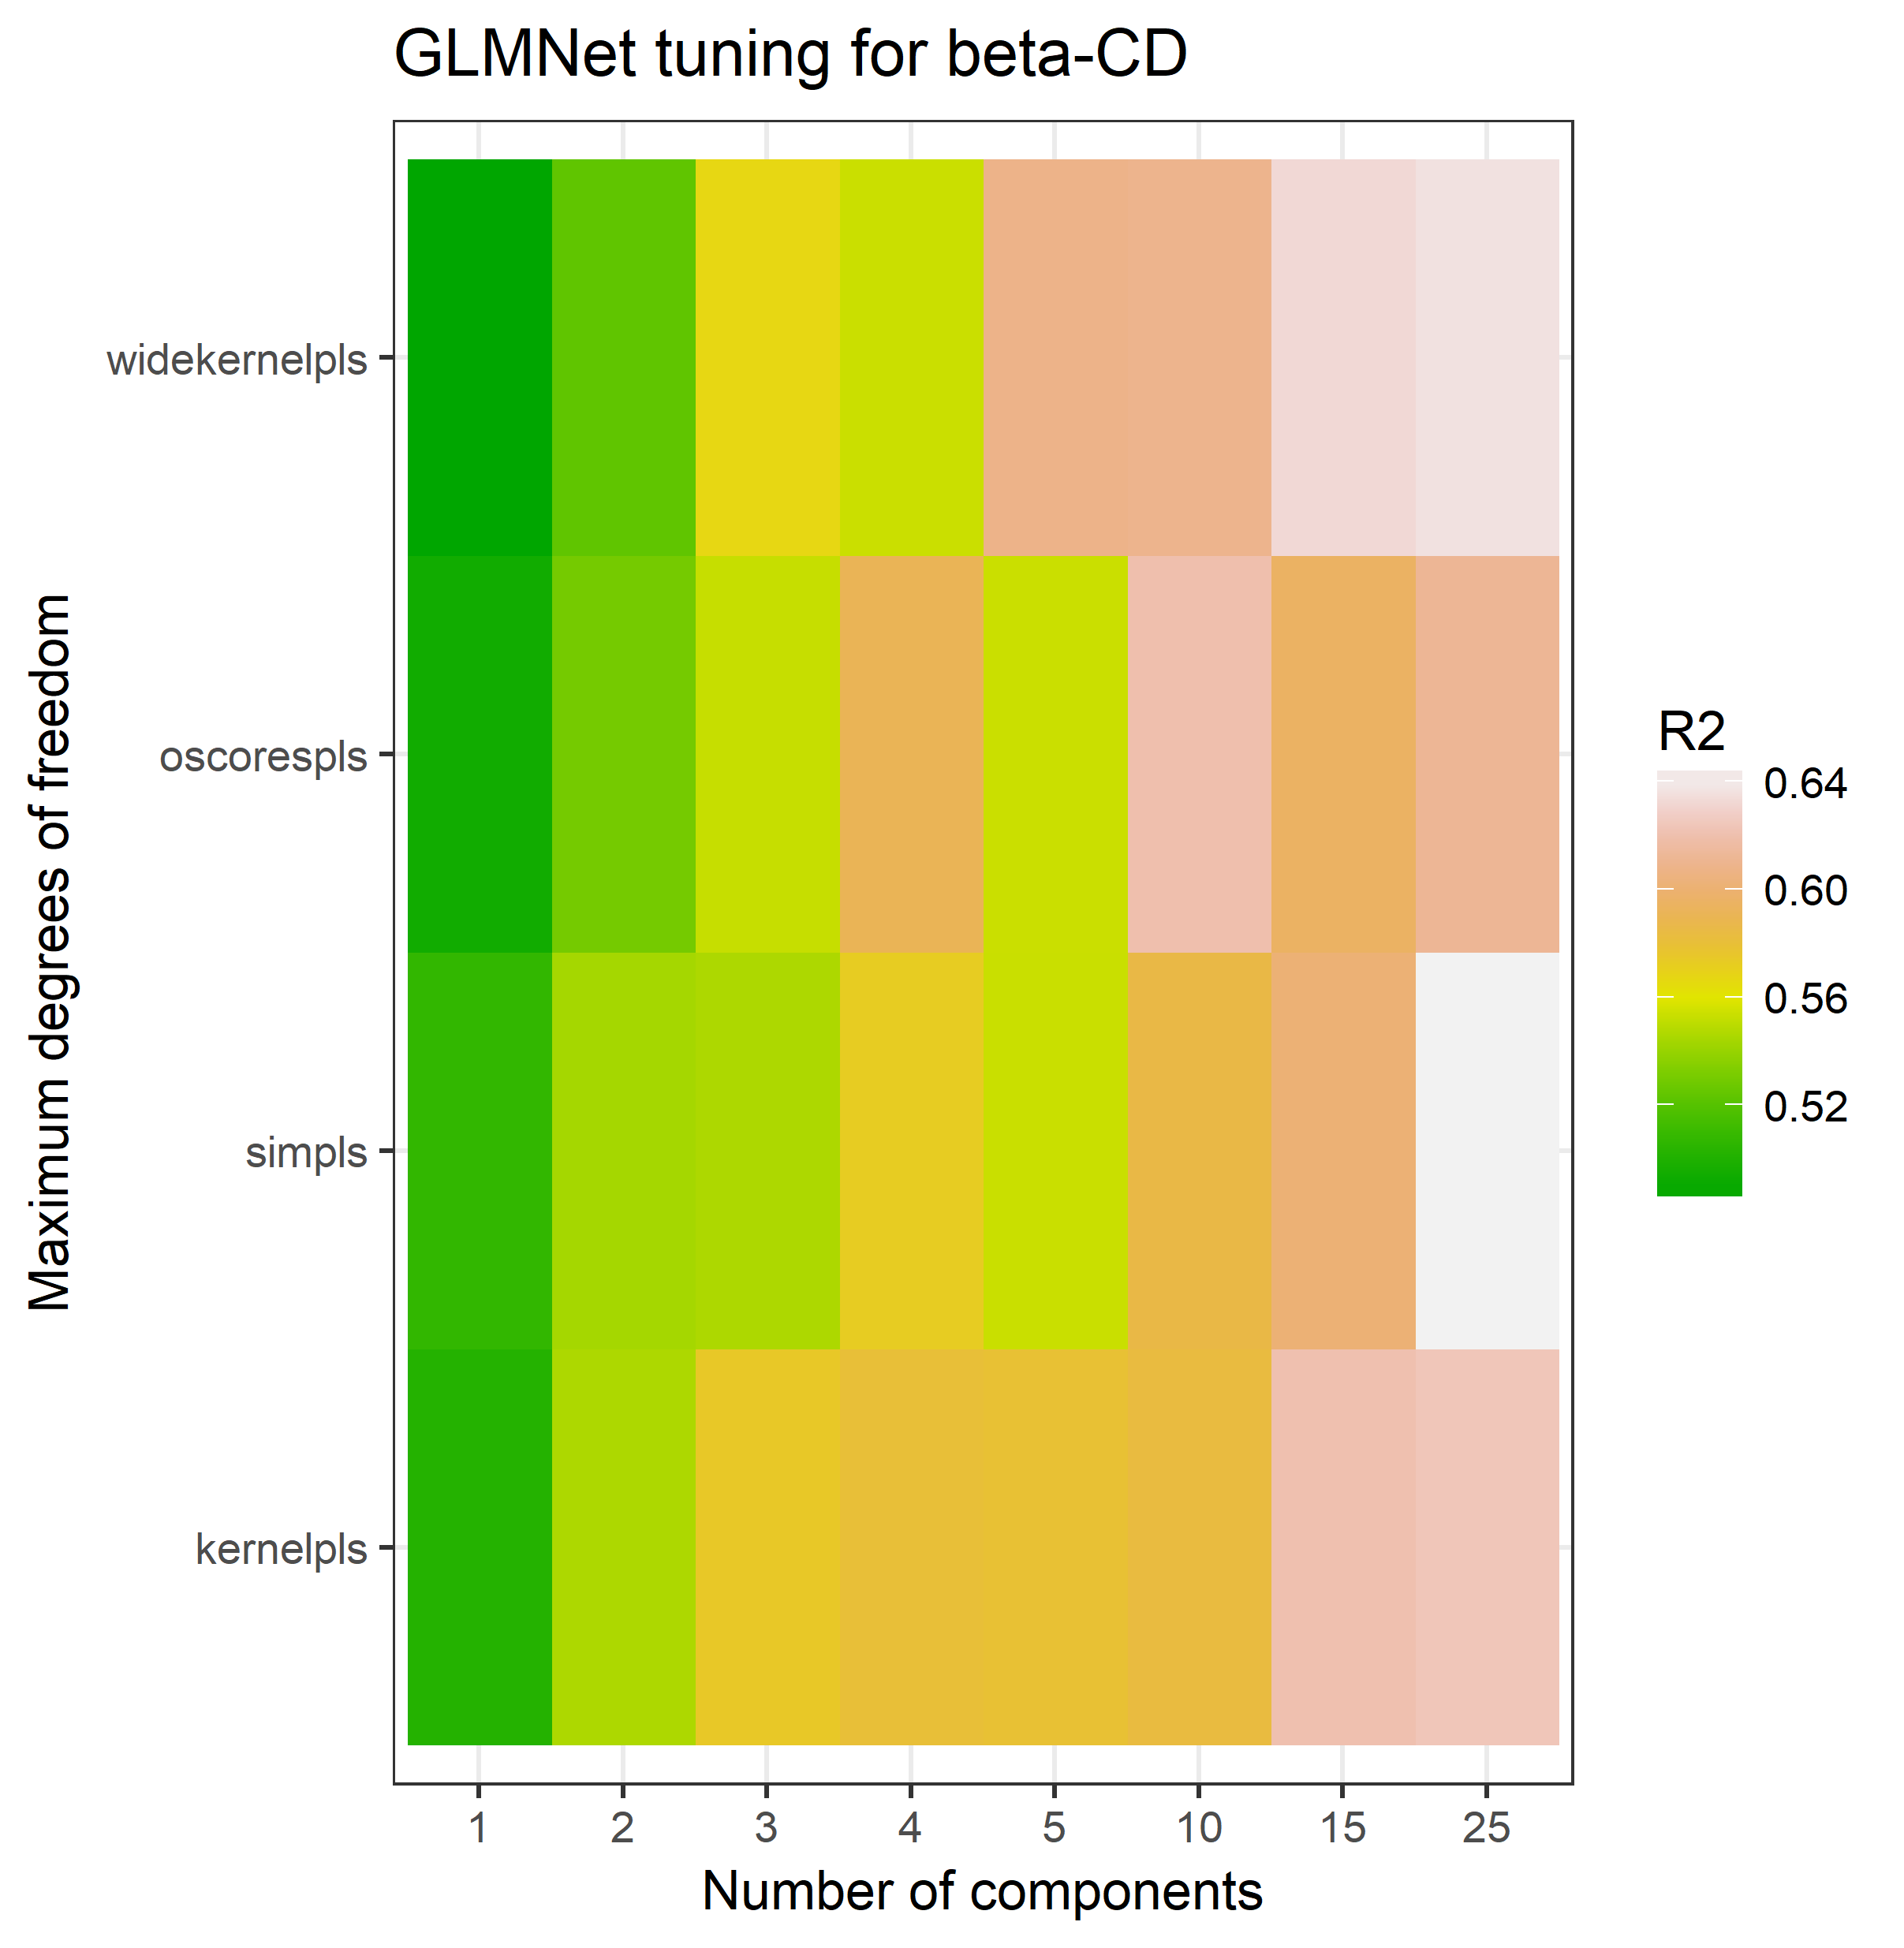 GLMNet tuning for beta-CD
Maximum degrees of freedom
widekernelpls
oscorespls
simpls
kernelpls
1 2 3 4 5 10 15 25
Number of components
R2
0.64
0.60
0.56
0.52